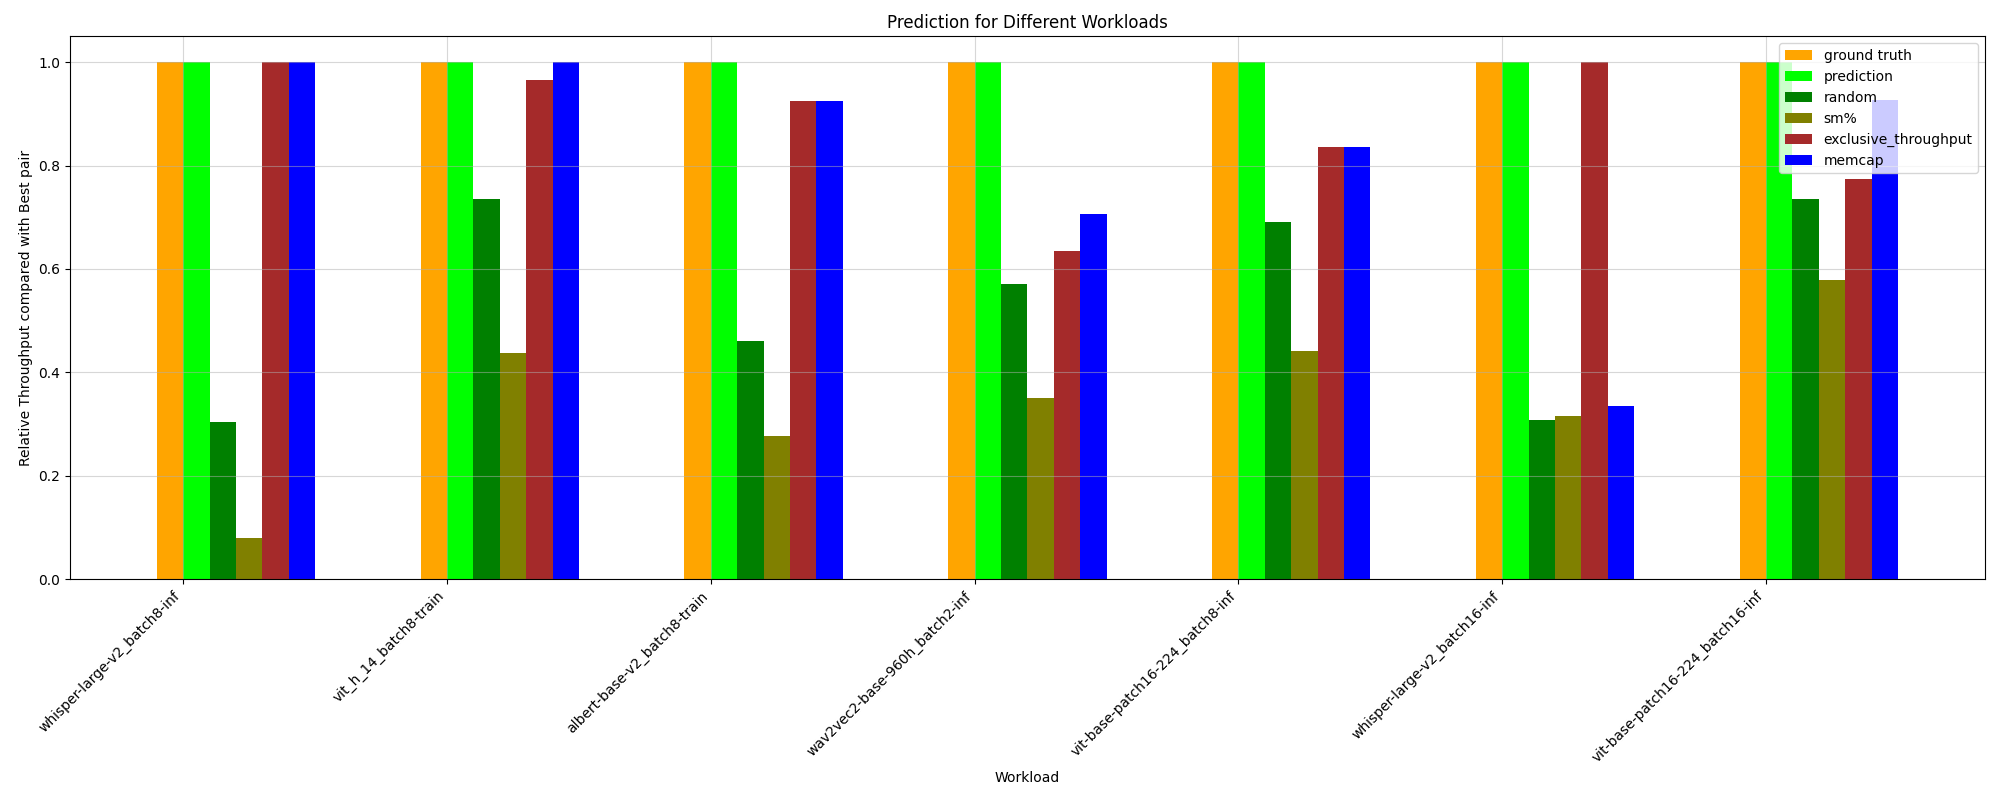 Prediction for Different Workloads
Relative Throughput compared with Best pair
1.0
0.8
0.6
0.4
0.2
0.0
ground truth
prediction
random
sm%
exclusive_throughput
memcap
whisper-large-v2_batch8-inf
vit_h_14_batch8-train
albert-base-v2_batch8-train
wav2vec2-base-960h_batch2-inf
vit-base-patch16-224_batch8-inf
whisper-large-v2_batch16-inf
vit-base-patch16-224_batch16-inf
Workload